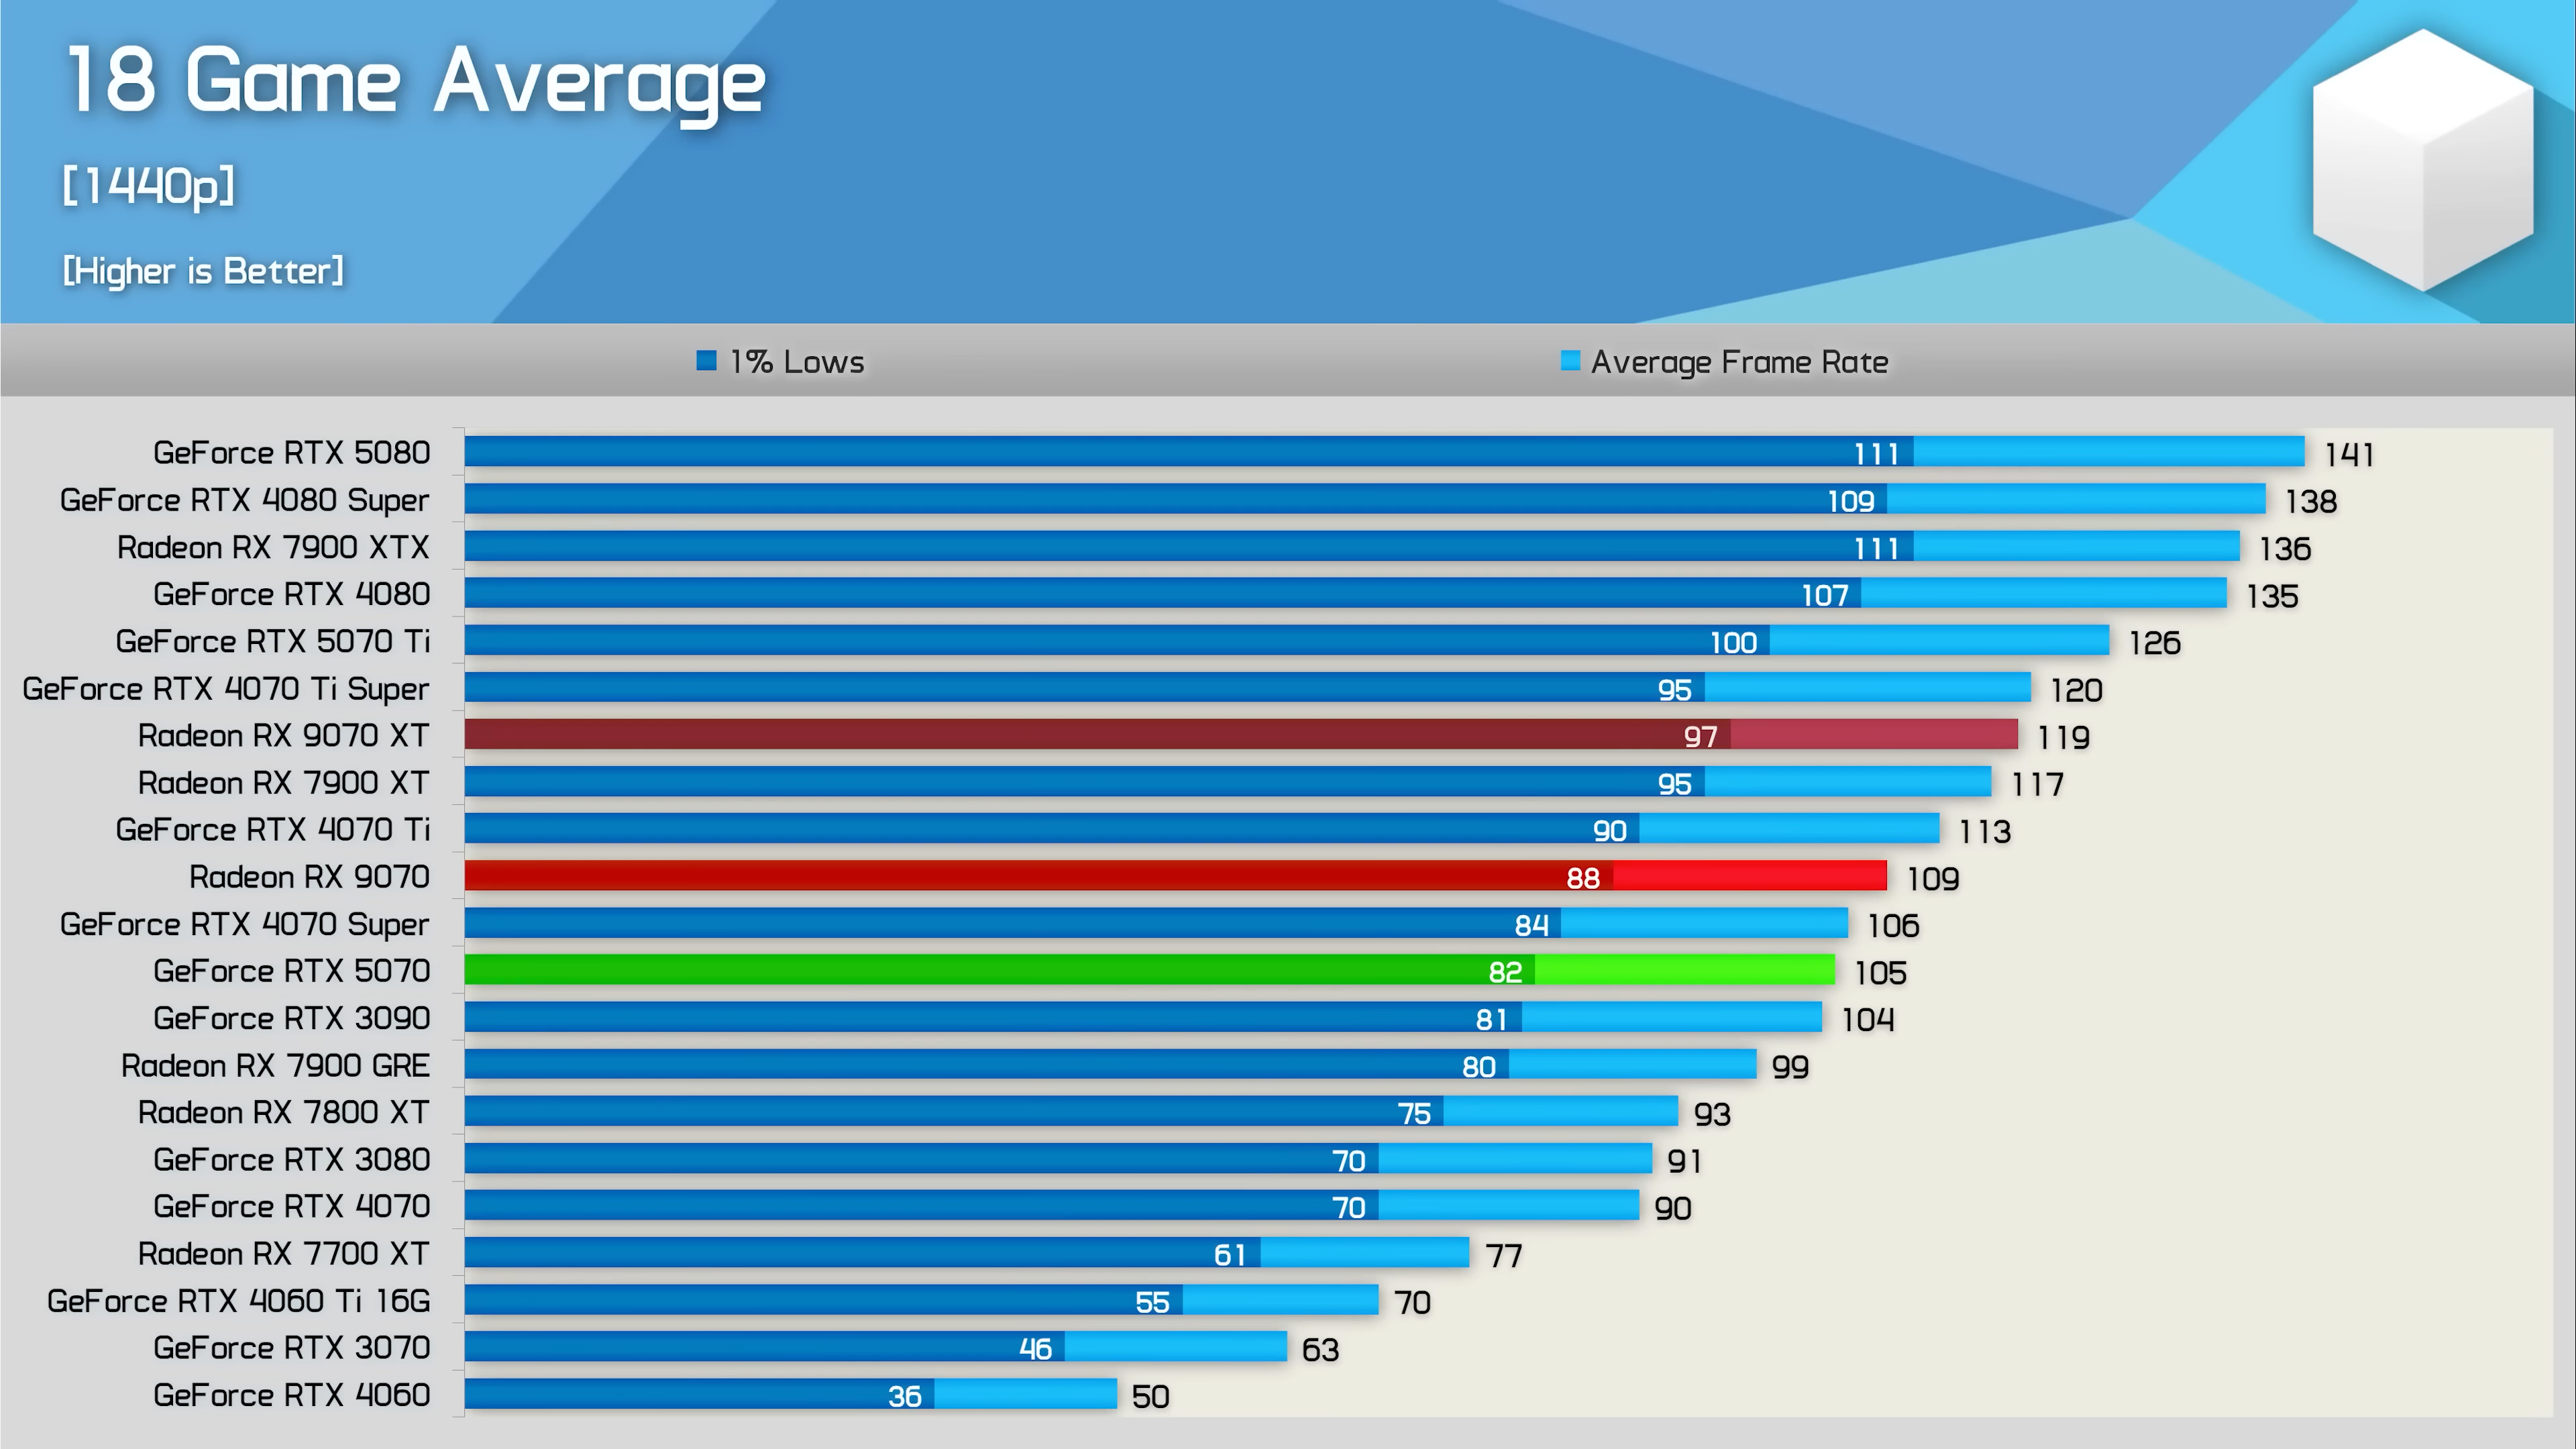 18 Game Average
[1440p]
[Higher is Better]
1% Lows Average Frame Rate
GeForce RTX 5080 111 141
GeForce RTX 4080 Super 109 138
Radeon RX 7900 XTX 111 136
GeForce RTX 4080 107 135
GeForce RTX 5070 Ti 100 126
GeForce RTX 4070 Ti Super 95 120
Radeon RX 9070 XT 97 119
Radeon RX 7900 XT 95 117
GeForce RTX 4070 Ti 90 113
Radeon RX 9070 88 109
GeForce RTX 4070 Super 84 106
GeForce RTX 5070 82 105
GeForce RTX 3090 81 104
Radeon RX 7900 GRE 80 99
Radeon RX 7800 XT 75 93
GeForce RTX 3080 70 91
GeForce RTX 4070 70 90
Radeon RX 7700 XT 61 77
GeForce RTX 4060 Ti 16G 55 70
GeForce RTX 3070 46 63
GeForce RTX 4060 36 50